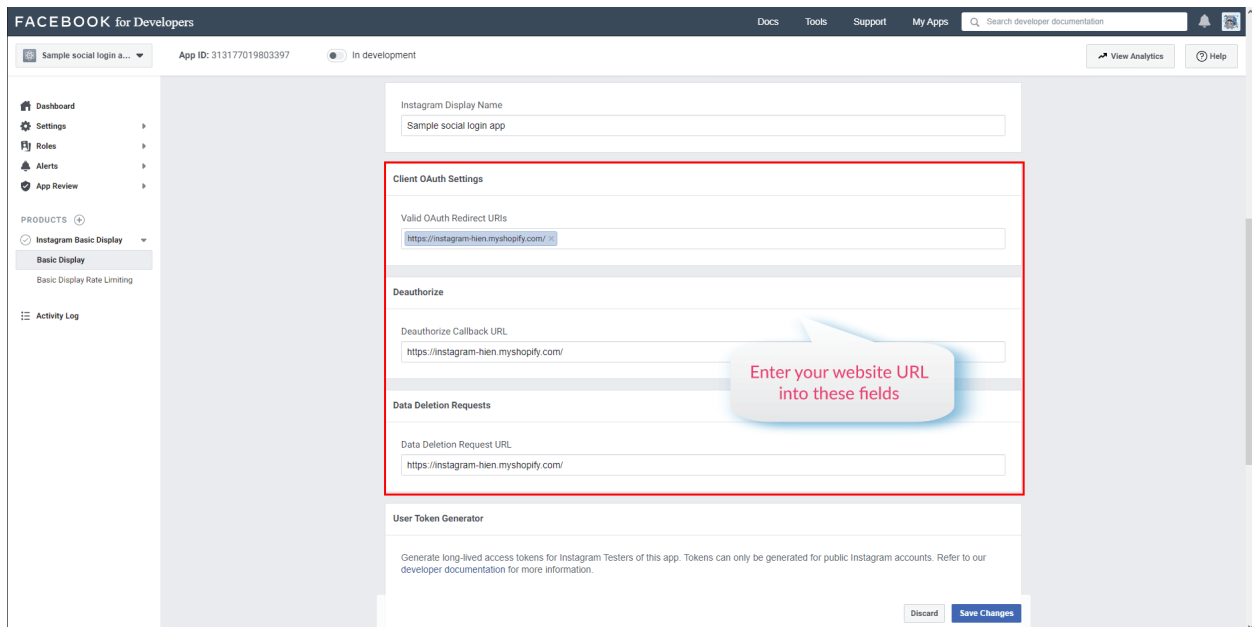 FACEBOOK for Developers
Docs Tools Support My Apps Search developer documentation
Sample social login a... App ID: 313177019803397 In development View Analytics Help
Instagram Display Name
Sample social login app
Dashboard
Settings
Roles
Alerts
App Review
PRODUCTS
Instagram Basic Display
Basic Display
Basic Display Rate Limiting
Activity Log
Client OAuth Settings
Valid OAuth Redirect URIs
https://instagram-hien.myshopify.com/ ×
Deauthorize
Deauthorize Callback URL
https://instagram-hien.myshopify.com/
Enter your website URL
into these fields
Data Deletion Requests
Data Deletion Request URL
https://instagram-hien.myshopify.com/
User Token Generator
Generate long-lived access tokens for Instagram Testers of this app. Tokens can only be generated for public Instagram accounts. Refer to our
developer documentation for more information.
Discard Save Changes